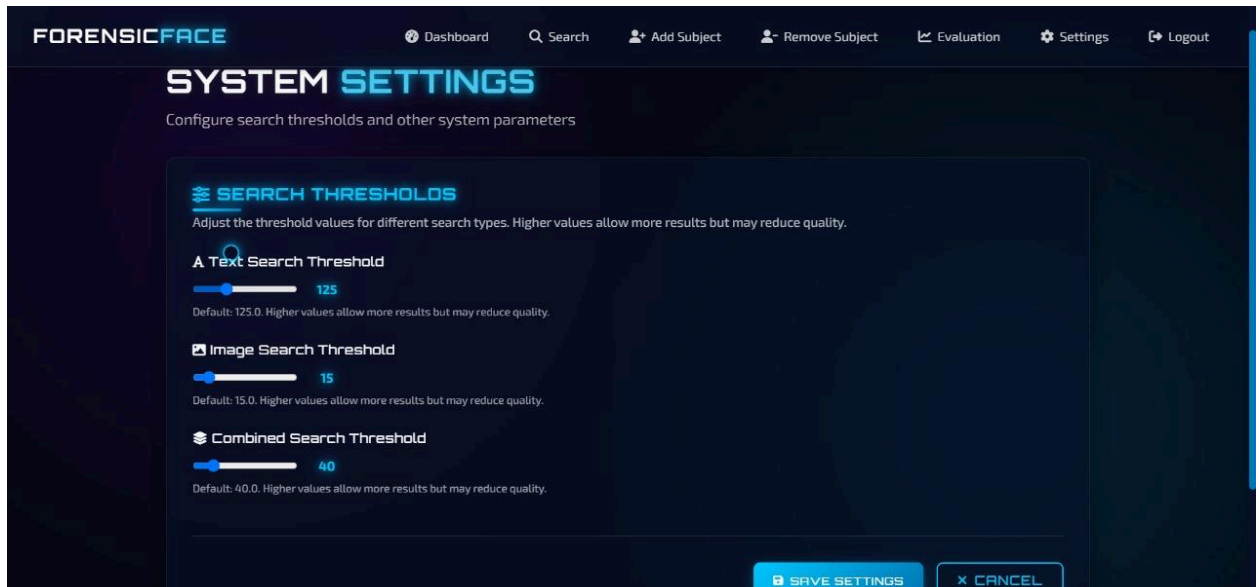 FORENSICFACE
Dashboard
Search
Add Subject
Remove Subject
Evaluation
Settings
Logout
SYSTEM SETTINGS
Configure search thresholds and other system parameters
SEARCH THRESHOLDS
Adjust the threshold values for different search types. Higher values allow more results but may reduce quality.
Text Search Threshold
125
Default: 125.0. Higher values allow more results but may reduce quality.
Image Search Threshold
15
Default: 15.0. Higher values allow more results but may reduce quality.
Combined Search Threshold
40
Default: 40.0. Higher values allow more results but may reduce quality.
SAVE SETTINGS
CANCEL